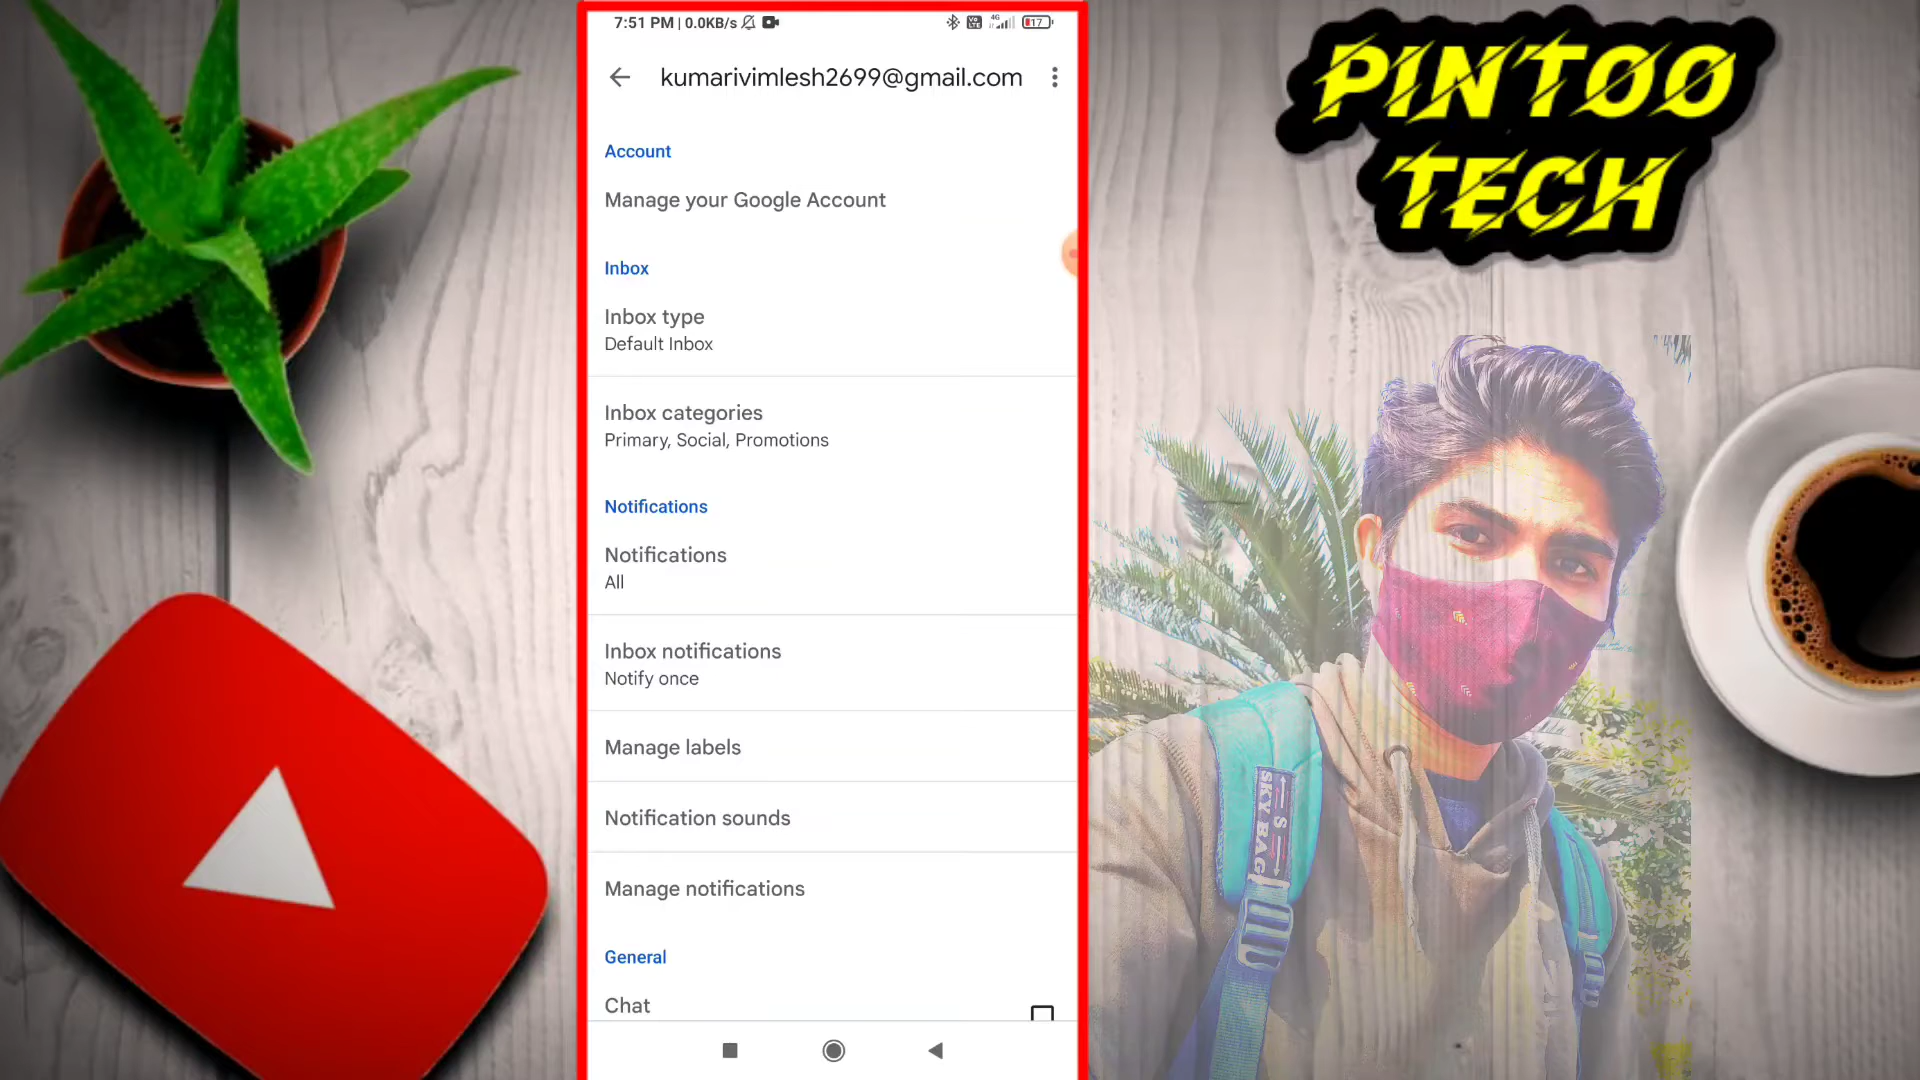 7:51 PM | 0.0KB/s
4G
17
kumarivimlesh2699@gmail.com
Account
Manage your Google Account
Inbox
Inbox type
Default Inbox
Inbox categories
Primary, Social, Promotions
Notifications
Notifications
All
Inbox notifications
Notify once
Manage labels
Notification sounds
Manage notifications
General
Chat
PINTOO
TECH
SKY BAG
S